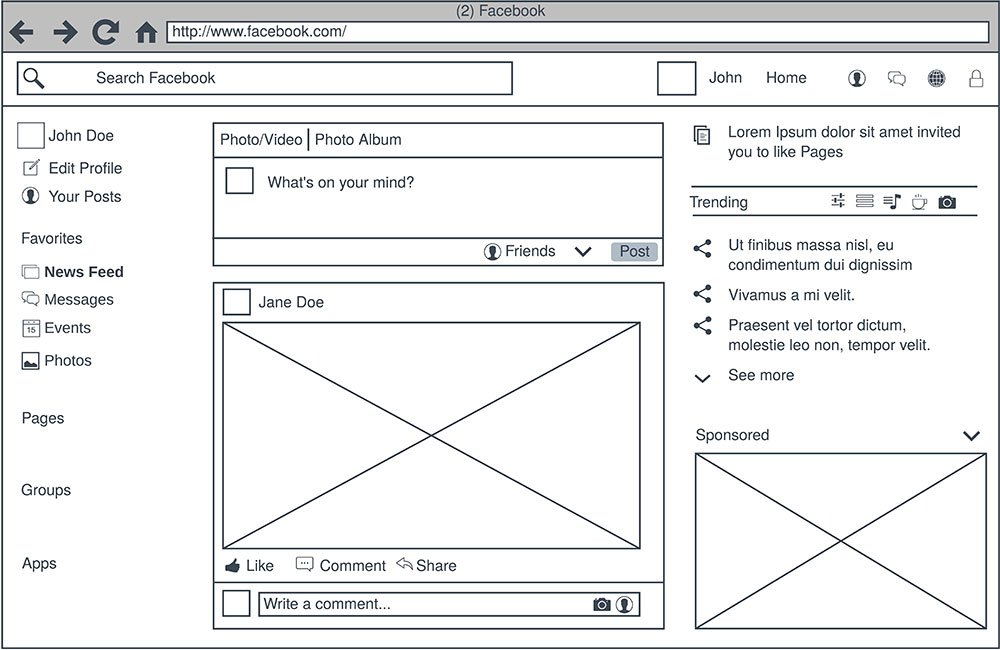 (2) Facebook
http://www.facebook.com/
Search Facebook
John Home
John Doe
Edit Profile
Your Posts
Favorites
News Feed
Messages
15 Events
Photos
Pages
Groups
Apps
Photo/Video Photo Album
What's on your mind?
Friends Post
Jane Doe
Like Comment Share
Write a comment...
Lorem Ipsum dolor sit amet invited
you to like Pages
Trending
Ut finibus massa nisl, eu
condimentum dui dignissim
Vivamus a mi velit.
Praesent vel tortor dictum,
molestie leo non, tempor velit.
See more
Sponsored